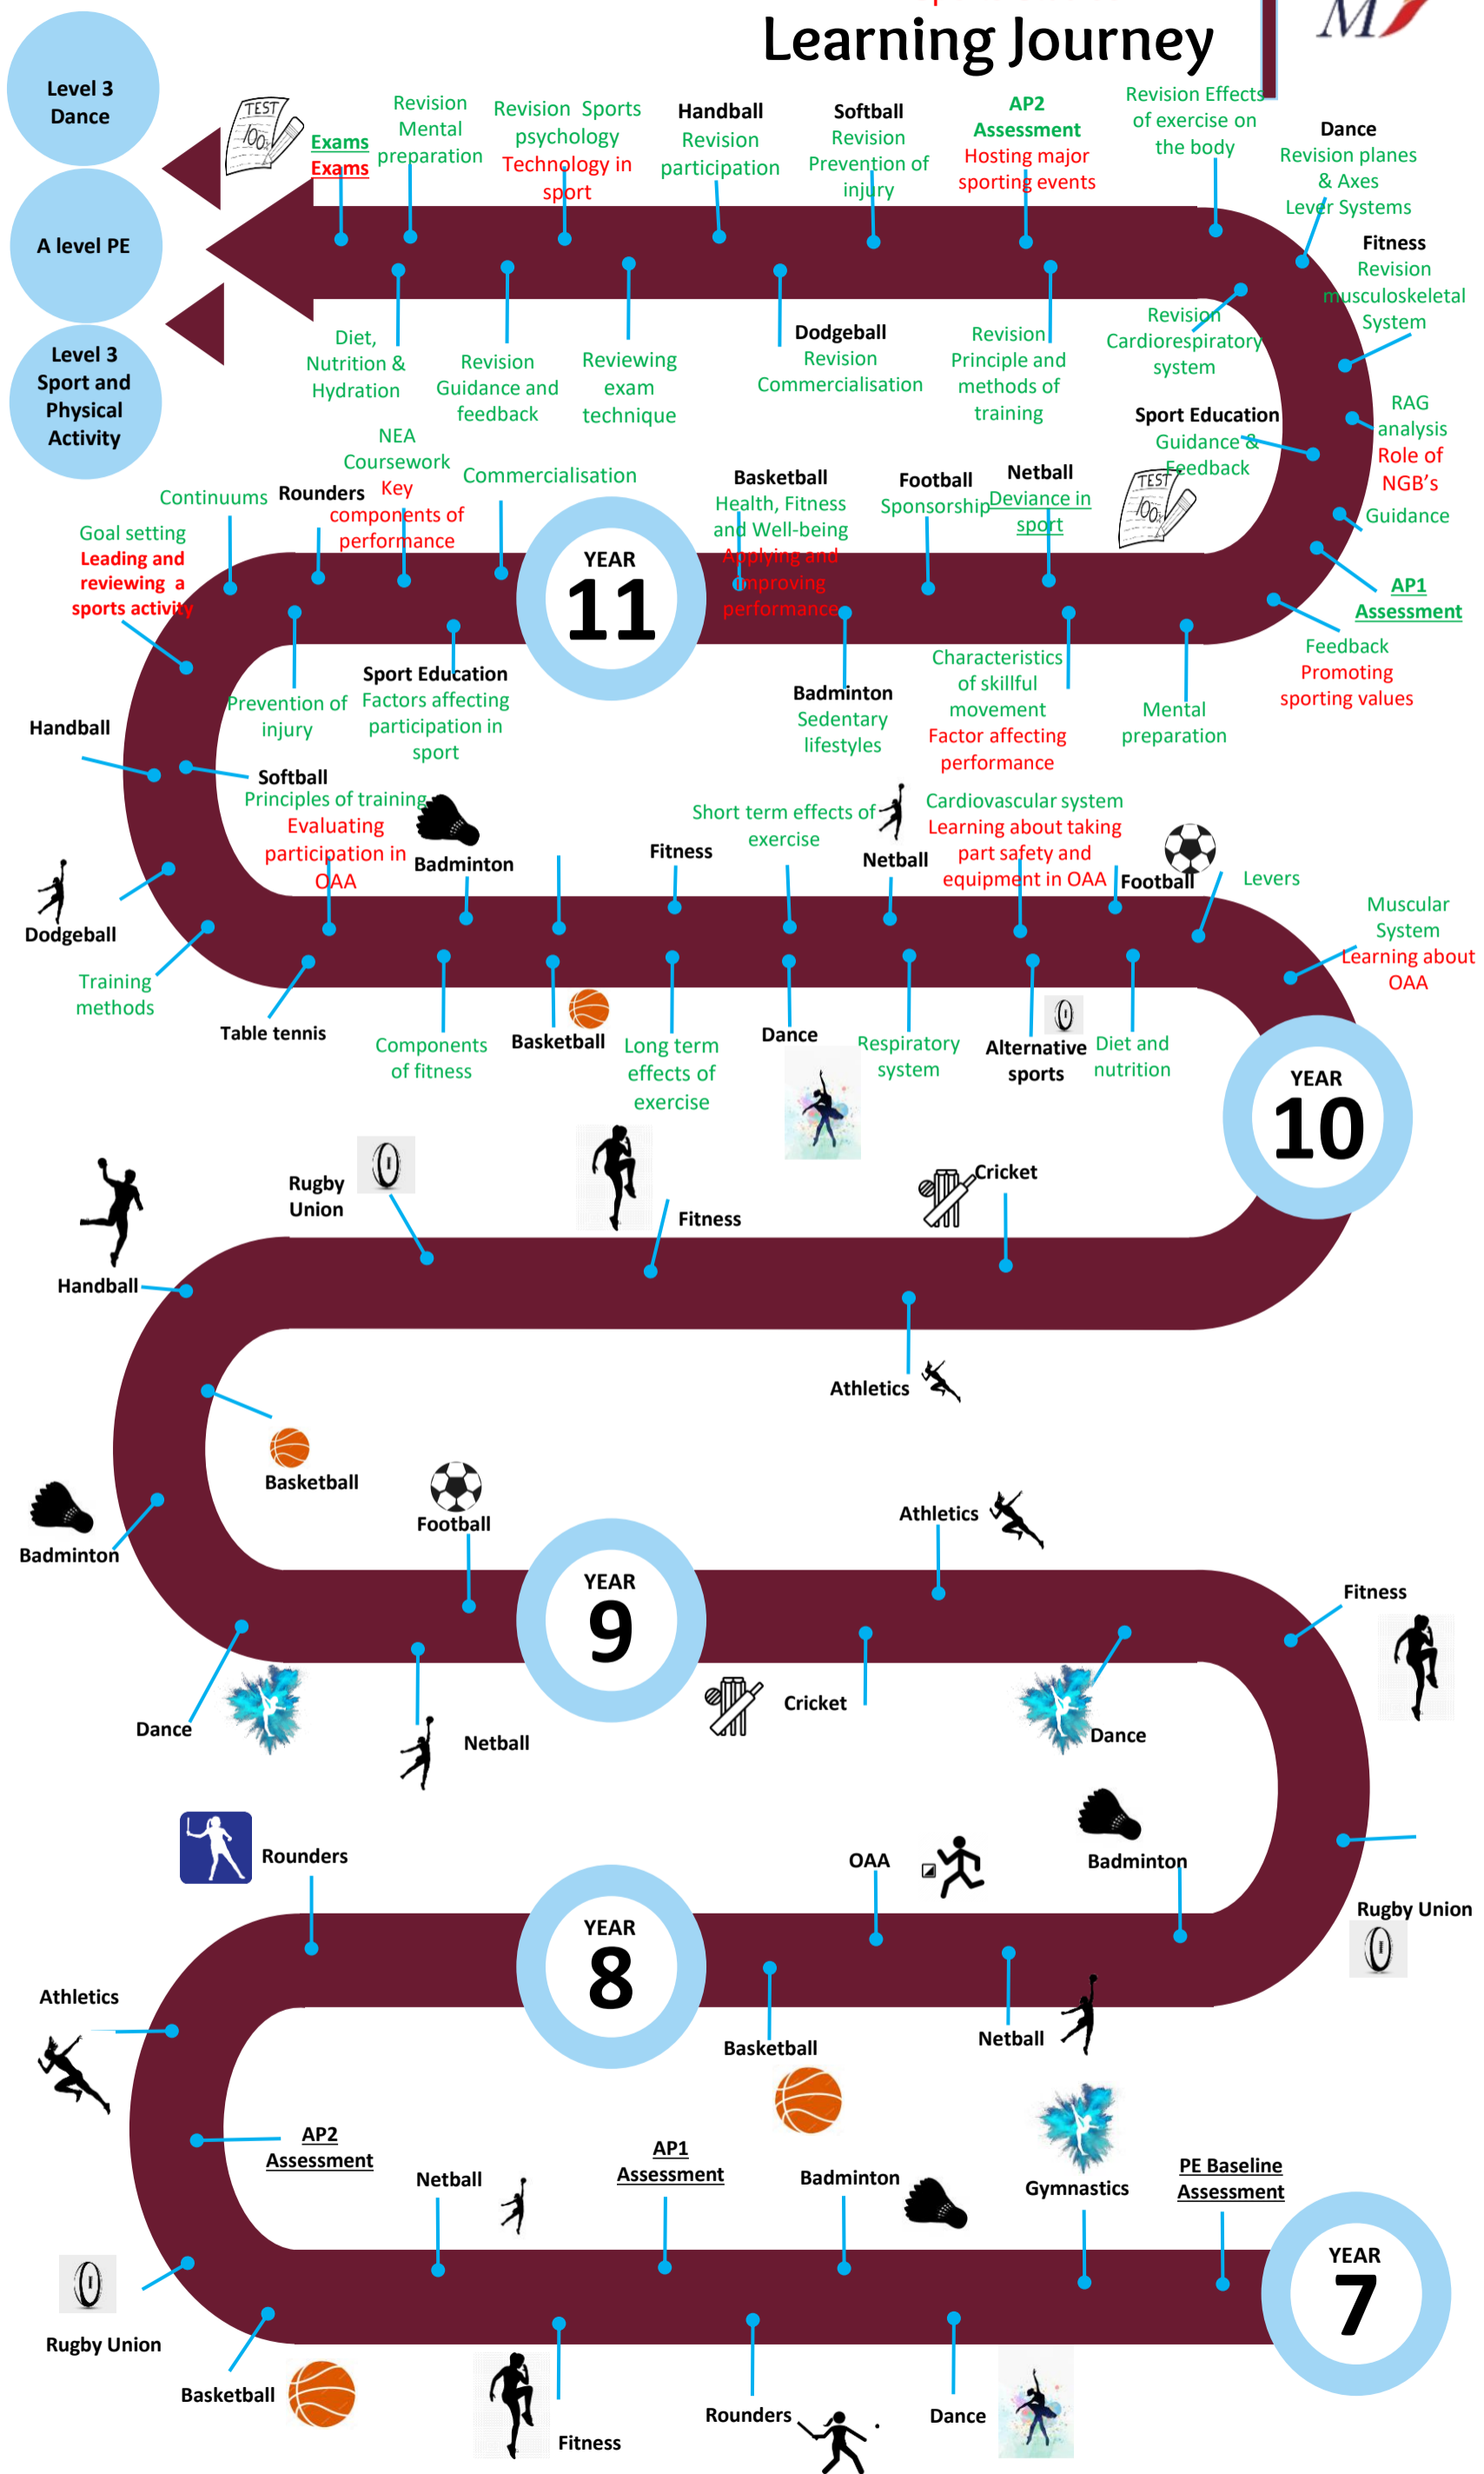 Learning Journey
M
Level 3
Dance
A level PE
Level 3
Sport and
Physical
Activity
TEST
100%
Exams
Exams
Revision
Mental
preparation
Revision Sports
psychology
Technology in
sport
Handball
Revision
participation
Softball
Revision
Prevention of
injury
AP2
Assessment
Hosting major
sporting events
Revision Effects
of exercise on
the body
Dance
Revision planes
& Axes
Lever Systems
Fitness
Revision
musculoskeletal
System
Diet,
Nutrition &
Hydration
Revision
Guidance and
feedback
Reviewing
exam
technique
Dodgeball
Revision
Commercialisation
Revision
Principle and
methods of
training
Revision
Cardiorespiratory
system
RAG
analysis
Role of
NGB's
Sport Education
Guidance &
Feedback
Guidance
AP1
Assessment
Feedback
Promoting
sporting values
TEST
100%
Goal setting
Leading and
reviewing a
sports activity
Continuums
Rounders
NEA
Coursework
Key
components of
performance
Commercialisation
YEAR
11
Basketball
Health, Fitness
and Well-being
Applying and
improving
performance
Football
Sponsorship
Netball
Deviance in
sport
Prevention of
injury
Sport Education
Factors affecting
participation in
sport
Badminton
Sedentary
lifestyles
Characteristics
of skillful
movement
Factor affecting
performance
Mental
preparation
Handball
Softball
Principles of training
Evaluating
participation in
OAA
Badminton
Fitness
Short term effects of
exercise
Netball
Cardiovascular system
Learning about taking
part safety and
equipment in OAA
Football
Levers
Muscular
System
Learning about
OAA
Dodgeball
Training
methods
Table tennis
Components
of fitness
Basketball
Long term
effects of
exercise
Dance
Respiratory
system
Alternative
sports
Diet and
nutrition
YEAR
10
Rugby
Union
Fitness
Cricket
Handball
Athletics
Basketball
Badminton
Football
YEAR
9
Athletics
Fitness
Dance
Netball
Cricket
Dance
Rounders
YEAR
8
OAA
Badminton
Rugby Union
Athletics
Basketball
Netball
AP2
Assessment
Netball
AP1
Assessment
Badminton
Gymnastics
PE Baseline
Assessment
YEAR
7
Rugby Union
Basketball
Fitness
Rounders
Dance